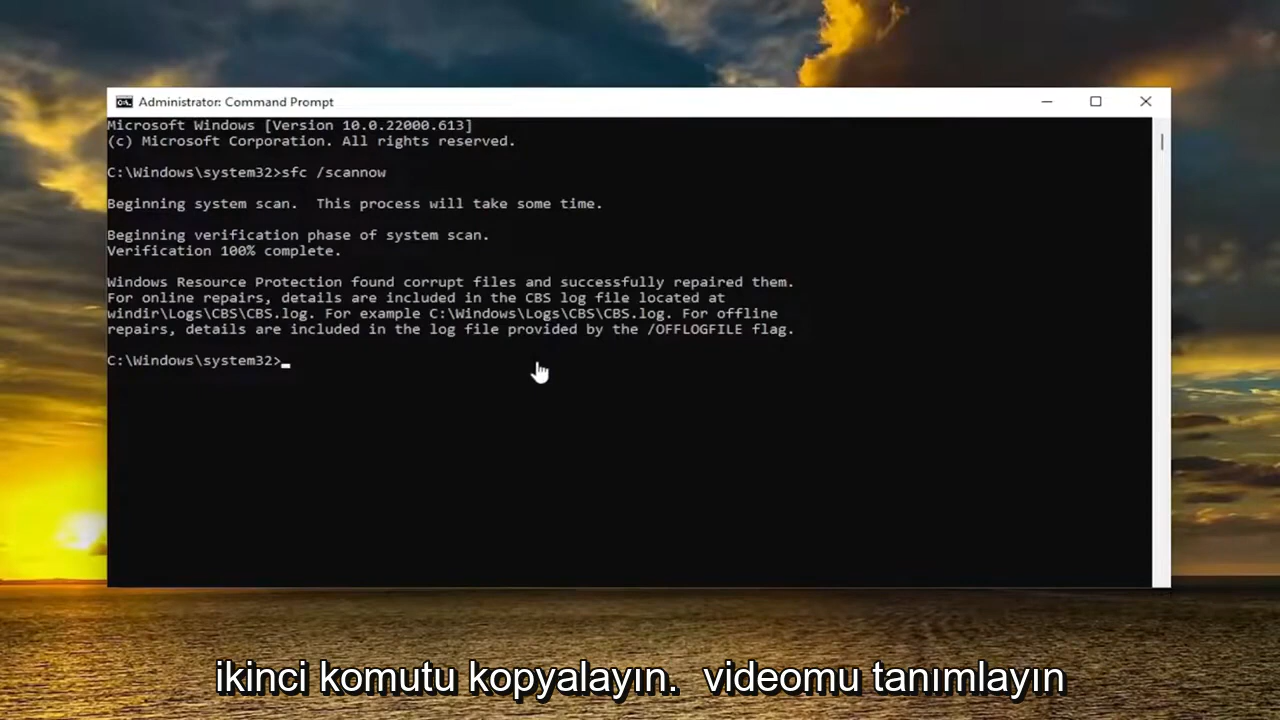 Administrator: Command Prompt
Microsoft Windows [Version 10.0.22000.613]
(c) Microsoft Corporation. All rights reserved.
C:\Windows\system32>sfc /scannow
Beginning system scan.  This process will take some time.
Beginning verification phase of system scan.
Verification 100% complete.
Windows Resource Protection found corrupt files and successfully repaired them.
For online repairs, details are included in the CBS log file located at
windir\Logs\CBS\CBS.log. For example C:\Windows\Logs\CBS\CBS.log. For offline
repairs, details are included in the log file provided by the /OFFLOGFILE flag.
C:\Windows\system32>
ikinci komutu kopyalayın.  videomu tanımlayın